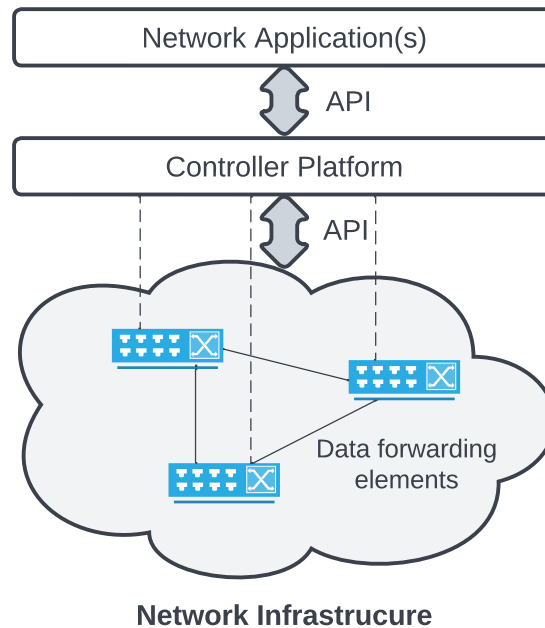 Network Application(s)
API
Controller Platform
API
Data forwarding
elements
Network Infrastrucure